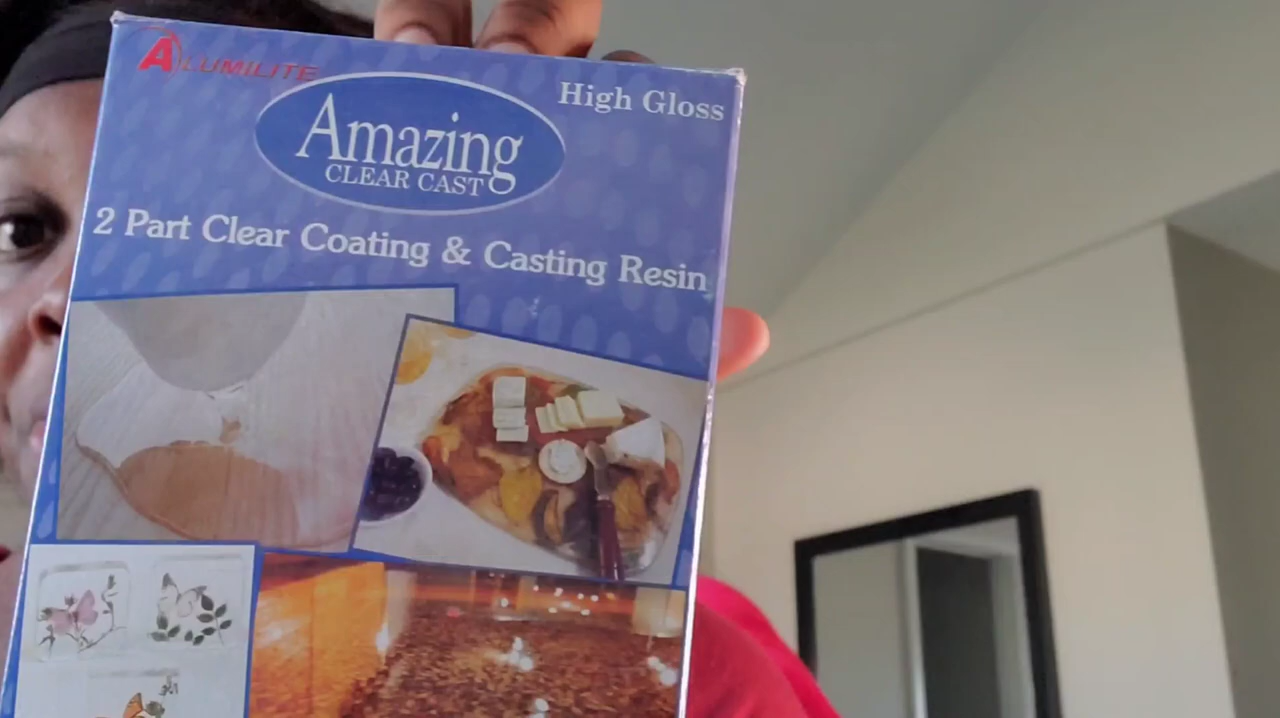 ALUMILITE
High Gloss
Amazing
CLEAR CAST
2 Part Clear Coating & Casting Resin